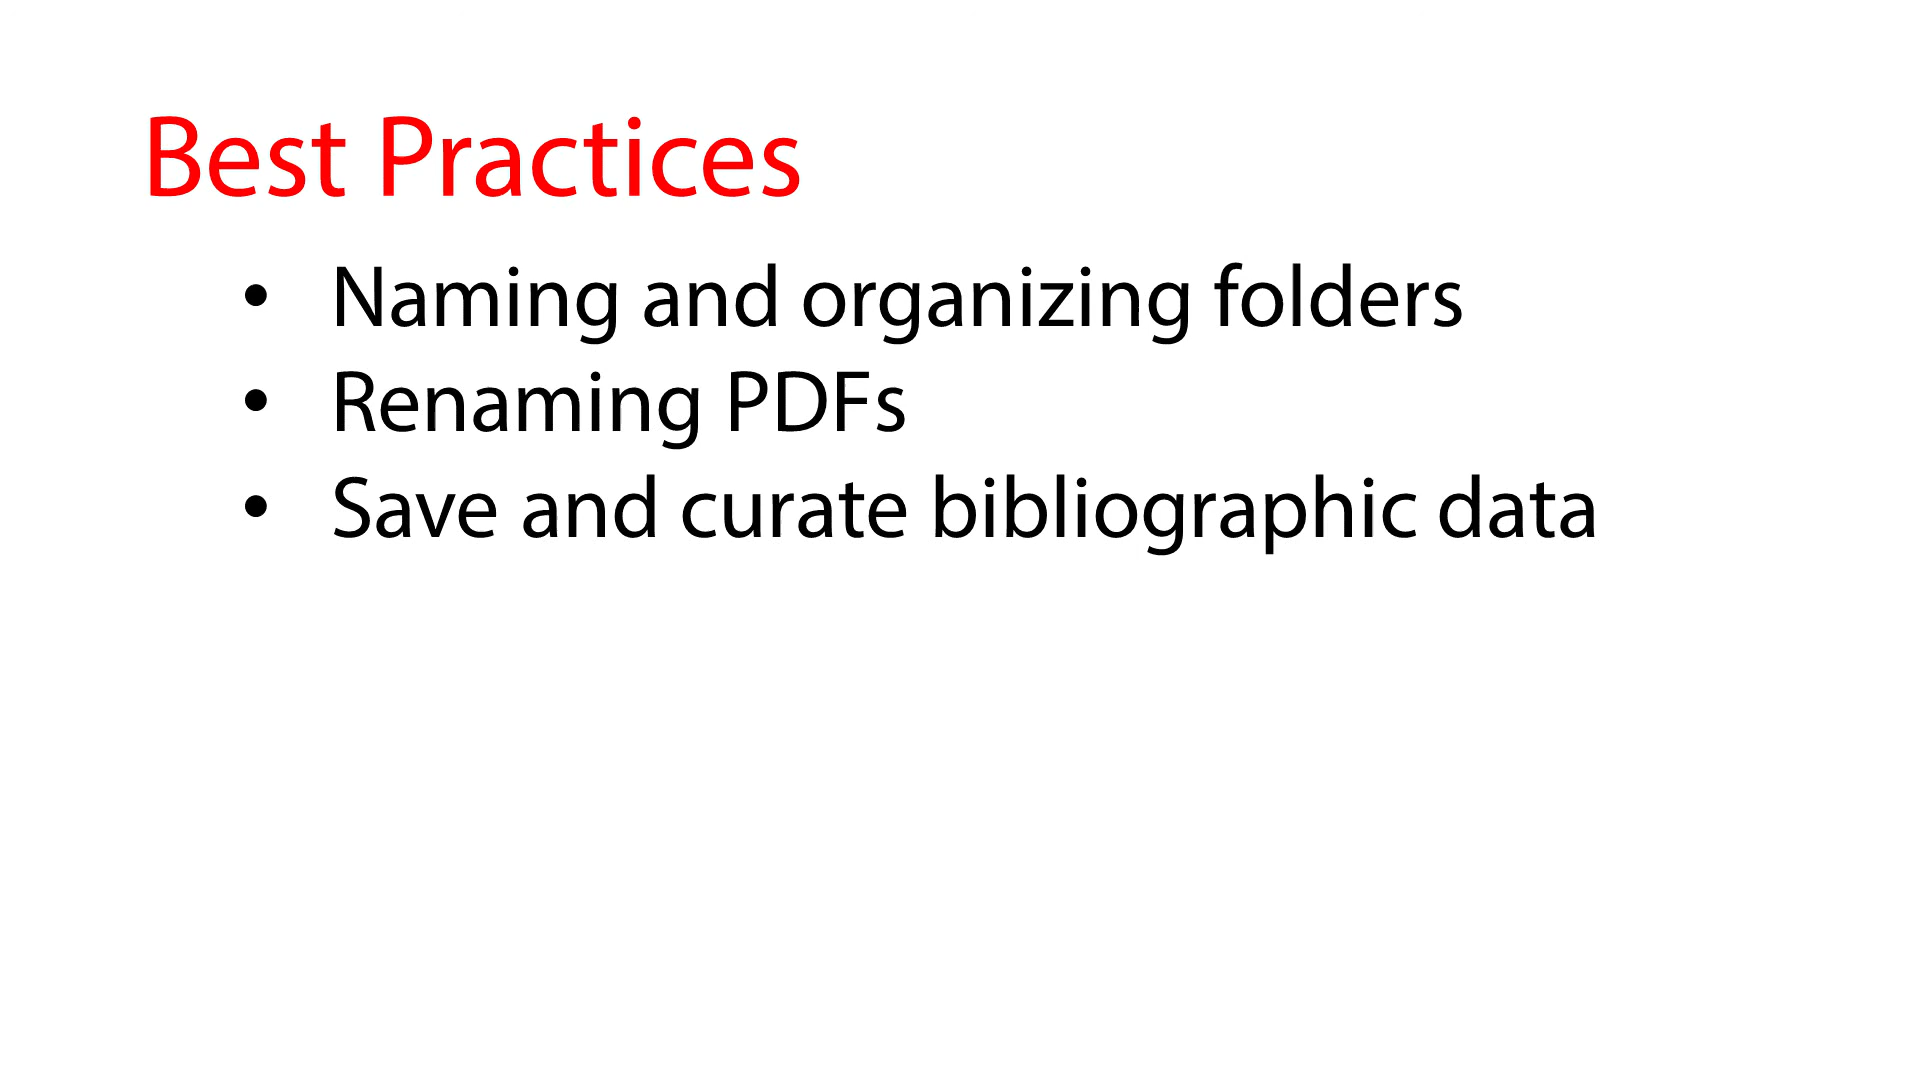 Best Practices
• Naming and organizing folders
• Renaming PDFs
• Save and curate bibliographic data